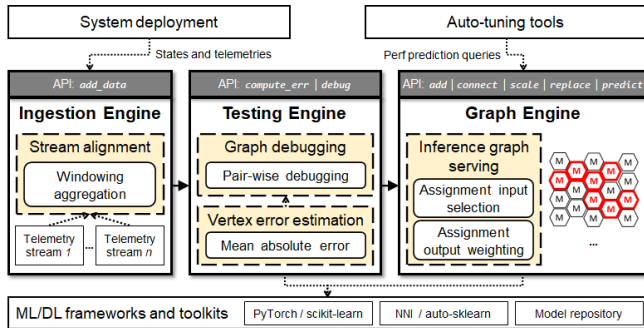 System deployment
Auto-tuning tools
States and telemetries
Perf prediction queries
API: add_data
API: compute_err | debug
API: add | connect | scale | replace | predict
Ingestion Engine
Testing Engine
Graph Engine
Stream alignment
Windowing
aggregation
Telemetry
stream 1
...
Telemetry
stream n
Graph debugging
Pair-wise debugging
Vertex error estimation
Mean absolute error
Inference graph
serving
Assignment input
selection
Assignment
output weighting
M M M
M M M M
M M M M
M M M M
M M M
...
ML/DL frameworks and toolkits
PyTorch / scikit-learn
NNI / auto-sklearn
Model repository